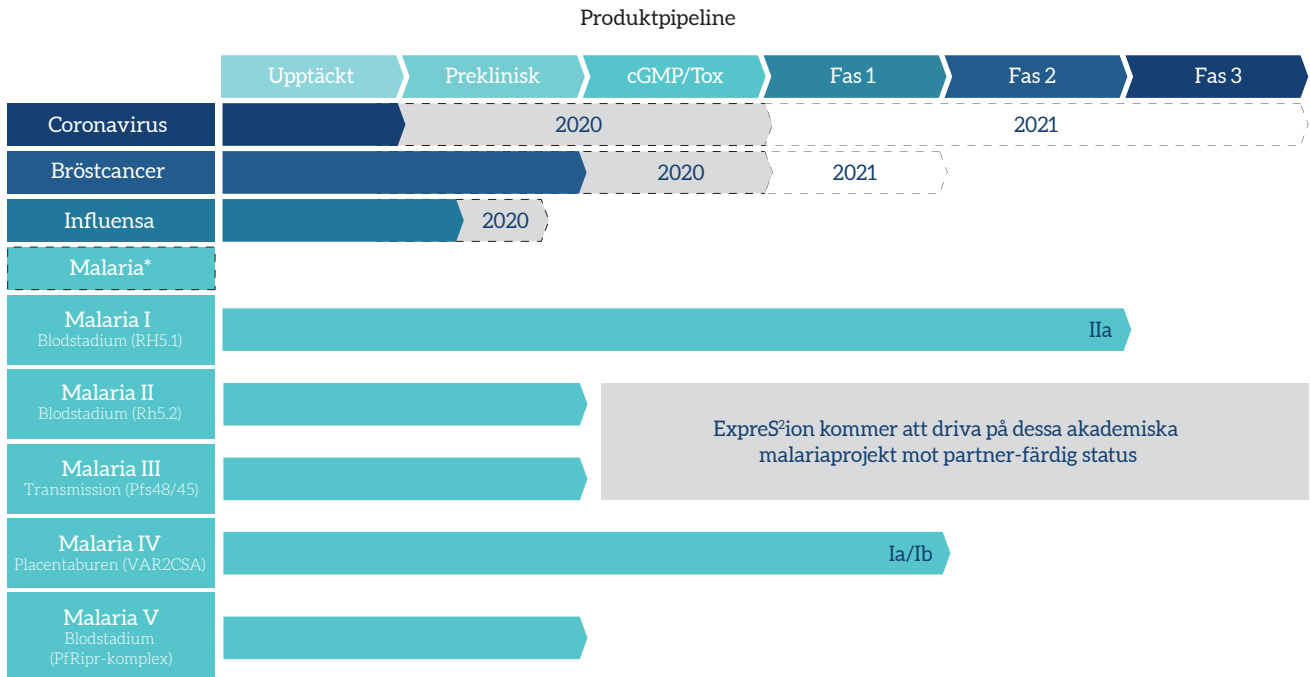 Produktpipeline
Upptäckt
Preklinisk
cGMP/Tox
Fas 1
Fas 2
Fas 3
Coronavirus
2020
2021
Bröstcancer
2020
2021
Influensa
2020
Malaria*
Malaria I
Blodstadium (RH5.1)
IIa
Malaria II
Blodstadium (Rh5.2)
ExpreS²ion kommer att driva på dessa akademiska
malariaprojekt mot partner-färdig status
Malaria III
Transmission (Pfs48/45)
Malaria IV
Placentaburen (VAR2CSA)
Ia/Ib
Malaria V
Blodstadium
(PfRipr-komplex)